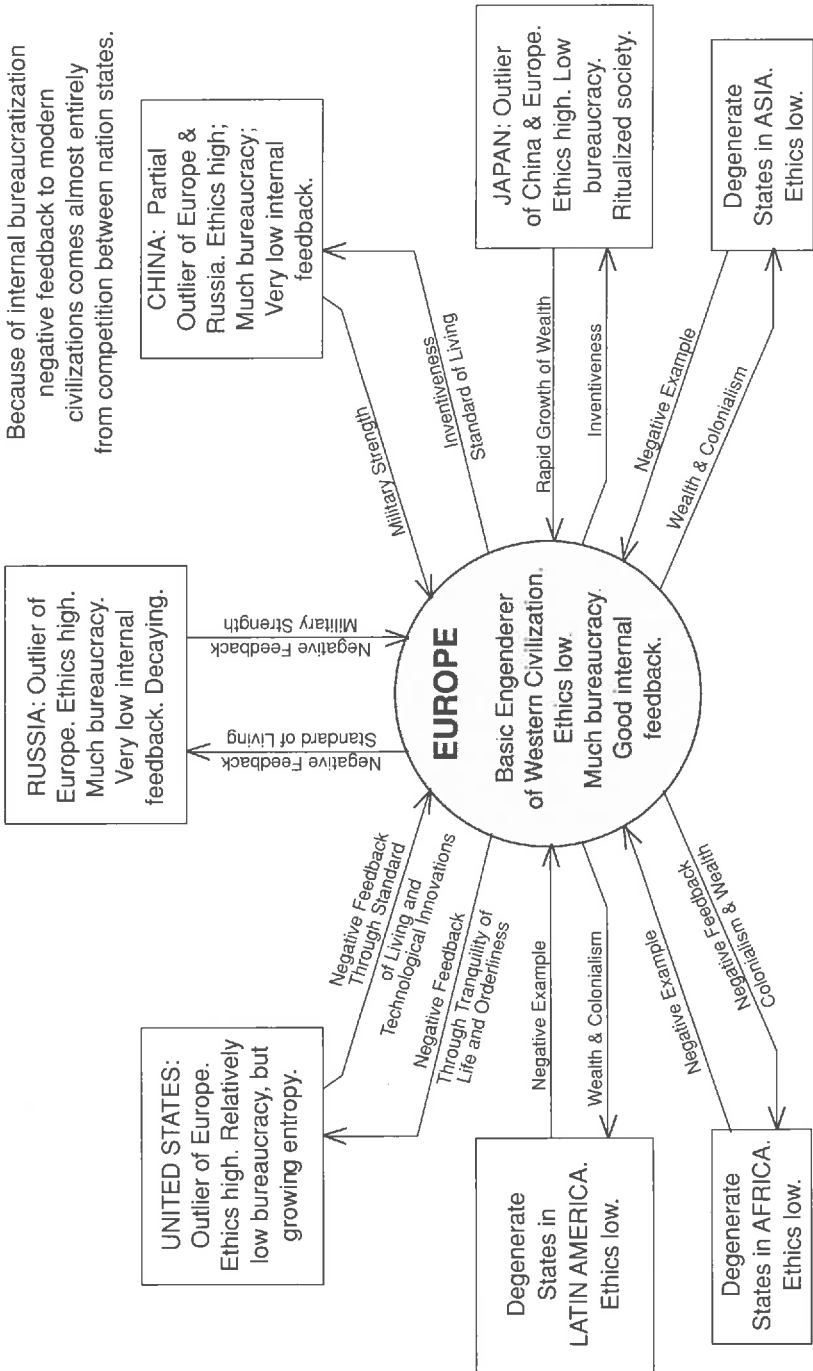 Because of internal bureaucratization
negative feedback to modern
civilizations comes almost entirely
from competition between nation states.
UNITED STATES:
Outlier of Europe.
Ethics high. Relatively
low bureaucracy, but
growing entropy.
RUSSIA: Outlier of
Europe. Ethics high.
Much bureaucracy.
Very low internal
feedback. Decaying.
CHINA: Partial
Outlier of Europe &
Russia. Ethics high;
Much bureaucracy;
Very low internal
feedback.
Negative Feedback
Through Standard
of Living and
Technological Innovations
Negative Feedback
Through Tranquility of
Life and Orderliness
Negative Feedback
Standard of Living
Negative Feedback
Military Strength
Military Strength
Inventiveness
Standard of Living
EUROPE
Basic Engenderer
of Western Civilization.
Ethics low.
Much bureaucracy.
Good internal
feedback.
Rapid Growth of Wealth
Inventiveness
JAPAN: Outlier
of China & Europe.
Ethics high. Low
bureaucracy.
Ritualized society.
Degenerate
States in
LATIN AMERICA.
Ethics low.
Negative Example
Wealth & Colonialism
Degenerate
States in AFRICA.
Ethics low.
Negative Example
Negative Feedback
Colonialism & Wealth
Negative Example
Wealth & Colonialism
Degenerate
States in ASIA.
Ethics low.